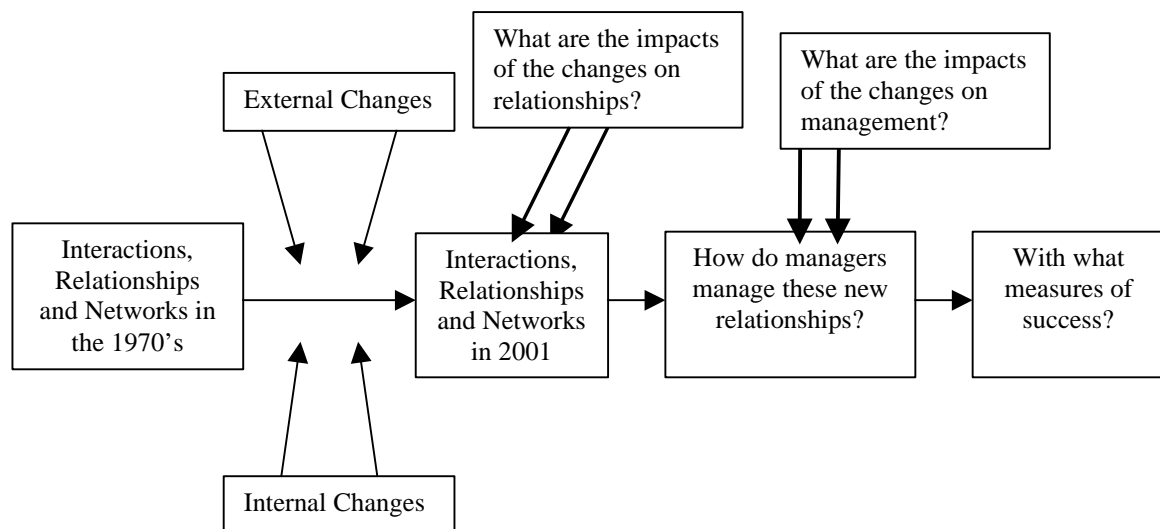 What are the impacts
of the changes on
relationships?
What are the impacts
of the changes on
management?
External Changes
Interactions,
Relationships
and Networks in
the 1970’s
Interactions,
Relationships
and Networks
in 2001
How do managers
manage these new
relationships?
With what
measures of
success?
Internal Changes